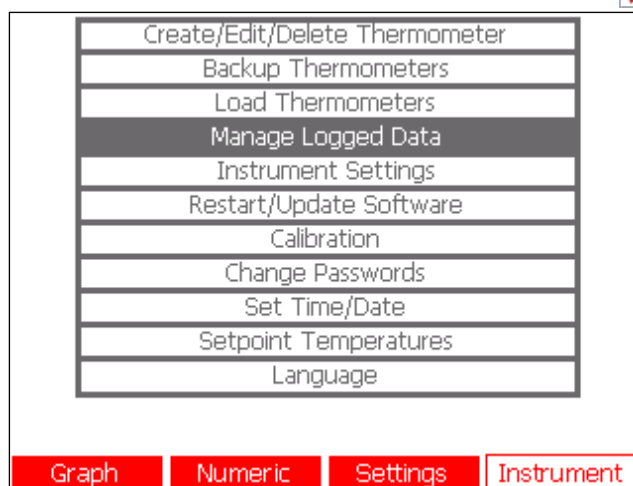 Create/Edit/Delete Thermometer
Backup Thermometers
Load Thermometers
Manage Logged Data
Instrument Settings
Restart/Update Software
Calibration
Change Passwords
Set Time/Date
Setpoint Temperatures
Language
Graph Numeric Settings Instrument